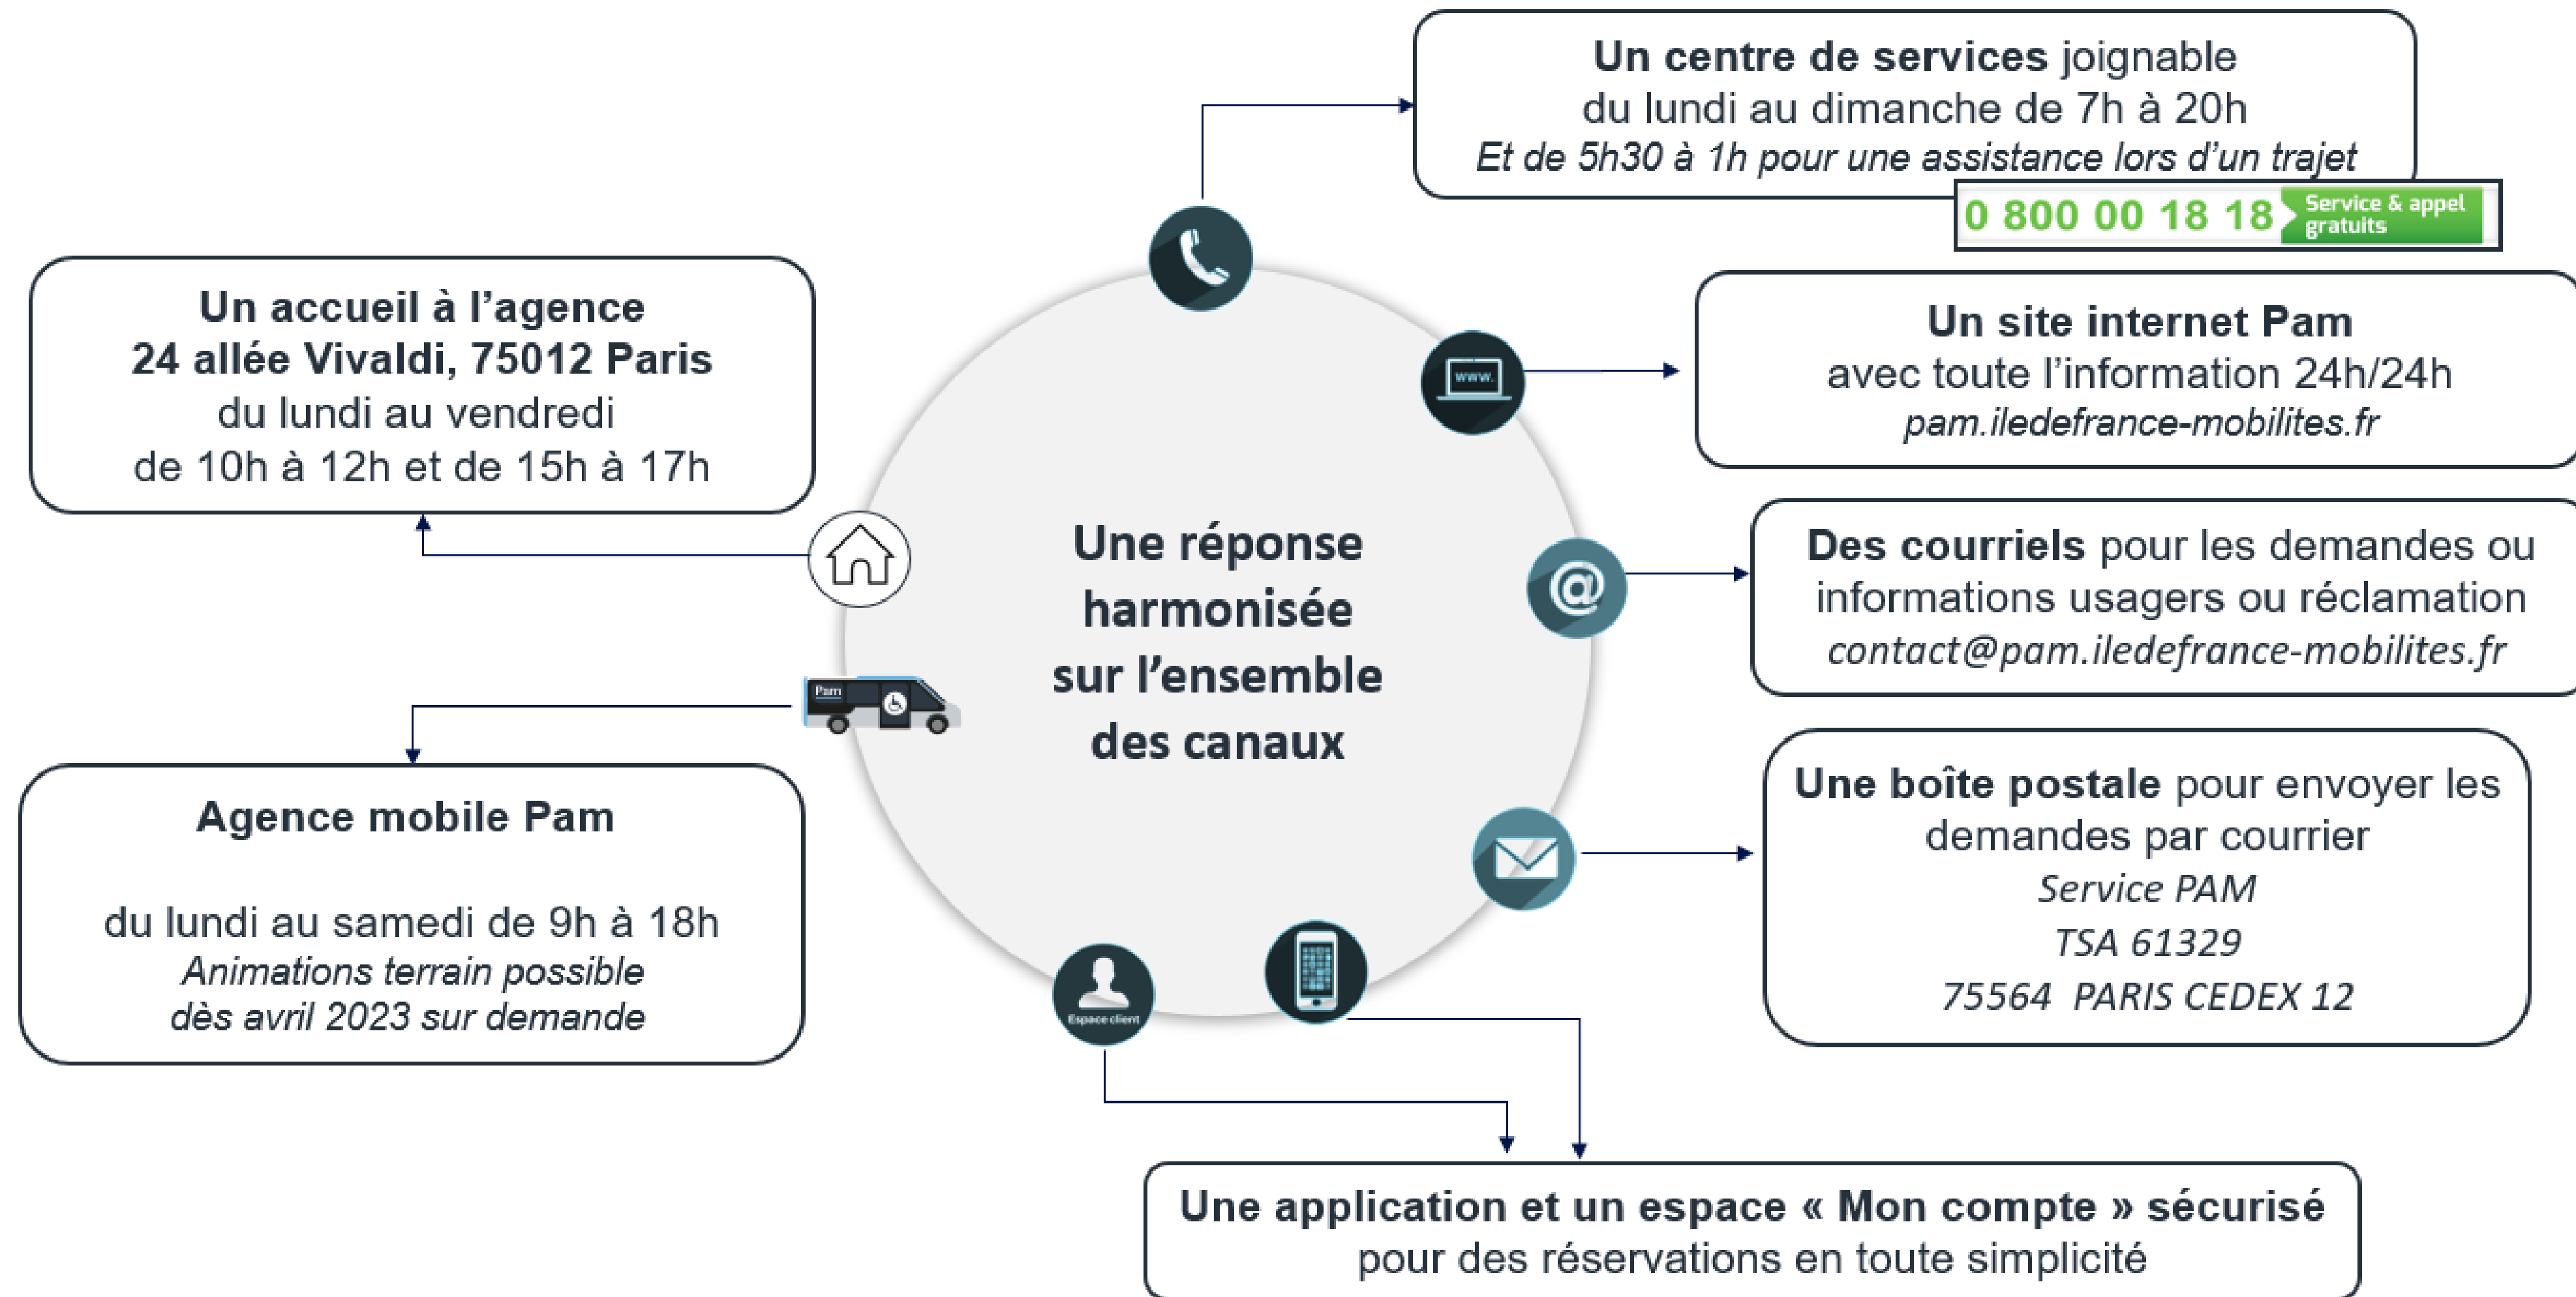 Un centre de services joignable
du lundi au dimanche de 7h à 20h
Et de 5h30 à 1h pour une assistance lors d'un trajet
0 800 00 18 18
Service & appel
gratuits
Un accueil à l'agence
24 allée Vivaldi, 75012 Paris
du lundi au vendredi
de 10h à 12h et de 15h à 17h
www.
Un site internet Pam
avec toute l'information 24h/24h
pam.iledefrance-mobilites.fr
Une réponse
harmonisée
sur l'ensemble
des canaux
@
Des courriels pour les demandes ou
informations usagers ou réclamation
contact@pam.iledefrance-mobilites.fr
Pam
Agence mobile Pam
du lundi au samedi de 9h à 18h
Animations terrain possible
dès avril 2023 sur demande
Une boîte postale pour envoyer les
demandes par courrier
Service PAM
TSA 61329
75564 PARIS CEDEX 12
Espace client
Une application et un espace « Mon compte » sécurisé
pour des réservations en toute simplicité